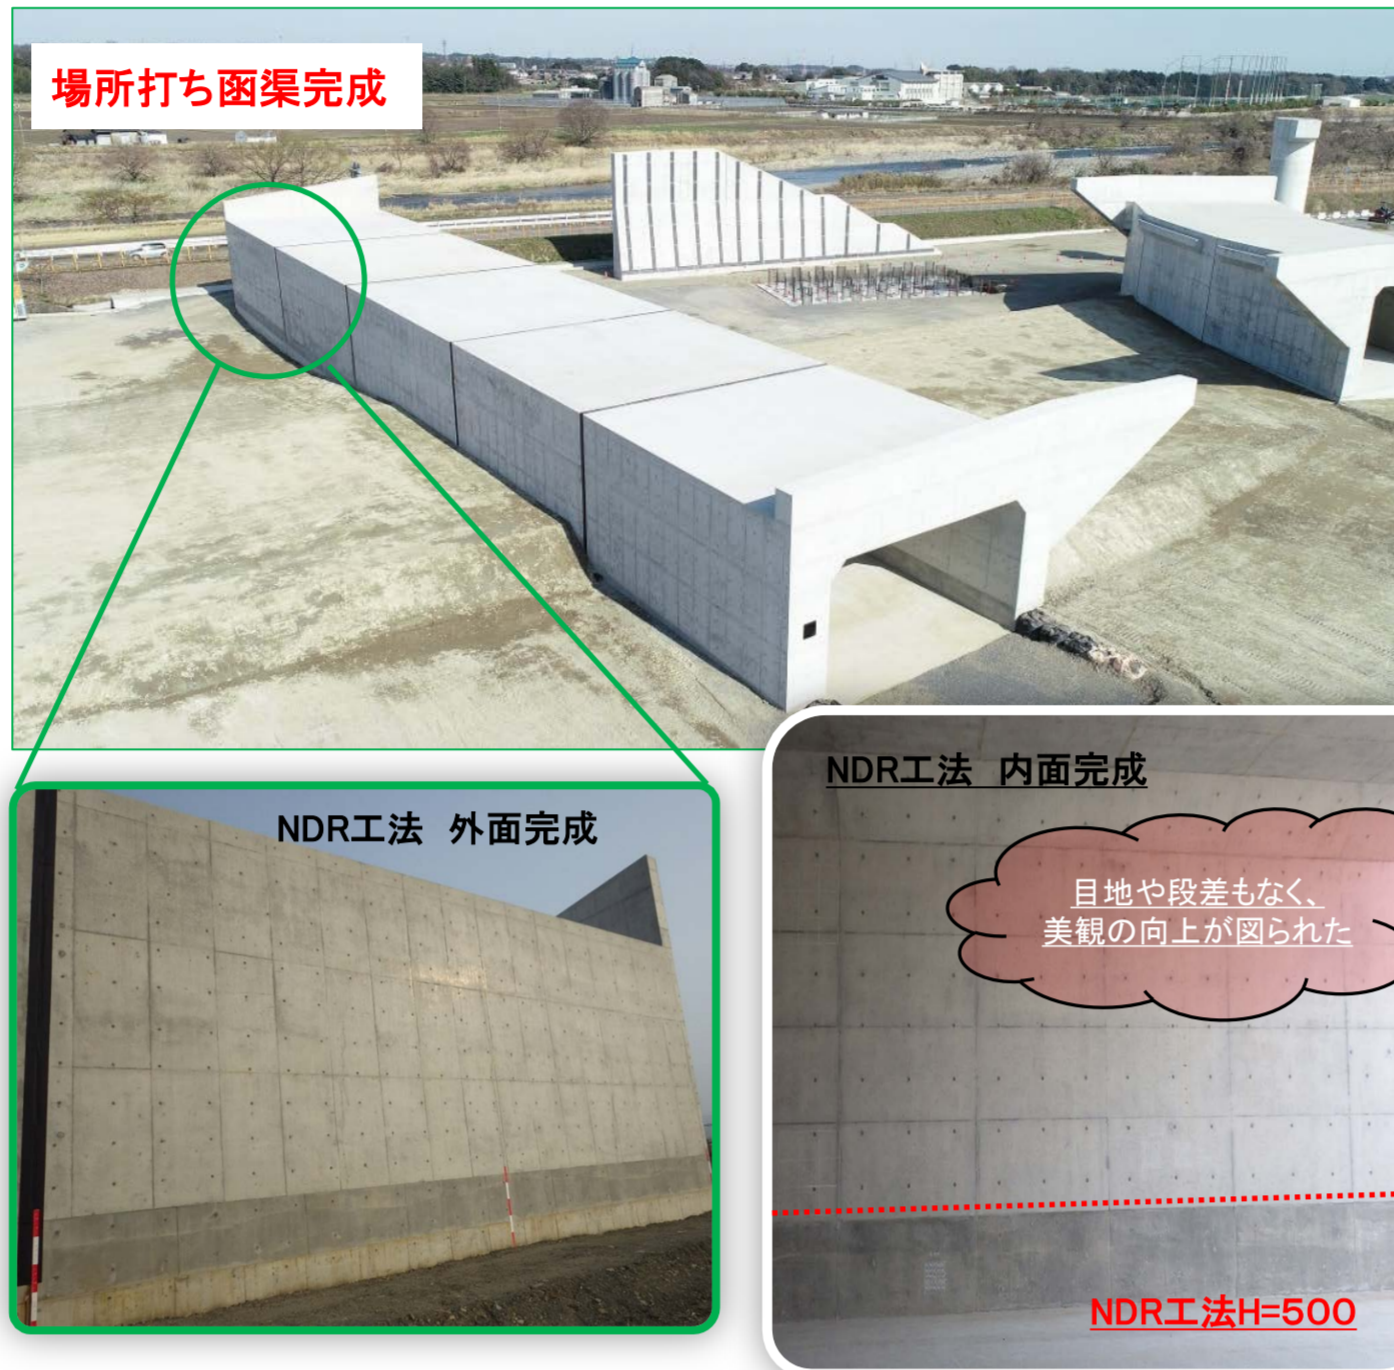 場所打ち函渠完成
NDR工法 外面完成
NDR工法 内面完成
目地や段差もなく、
美観の向上が図られた
NDR工法H=500